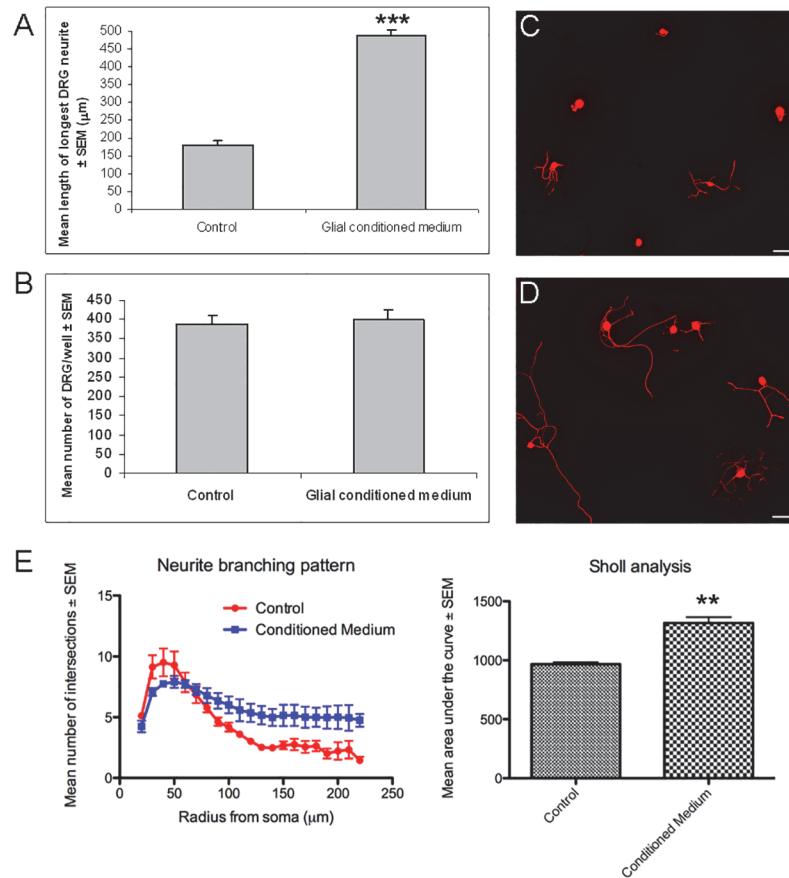 A
Mean length of longest DRG neurite
± SEM (µm)
500
450
400
350
300
250
200
150
100
50
0
***
Control
Glial conditioned medium
B
Mean number of DRG/well ± SEM
450
400
350
300
250
200
150
100
50
0
Control
Glial conditioned medium
C
D
E
Neurite branching pattern
Mean number of intersections ± SEM
15
10
5
0
Control
Conditioned Medium
0
50
100
150
200
250
Radius from soma (µm)
Sholl analysis
Mean area under the curve ± SEM
1500
1000
500
0
**
Control
Conditioned Medium